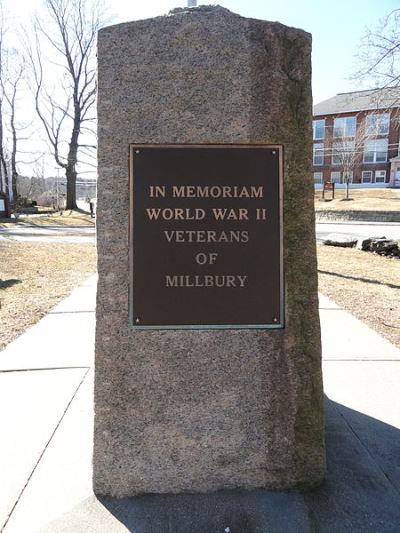 IN MEMORIAM
WORLD WAR II
VETERANS
OF
MILLBURY